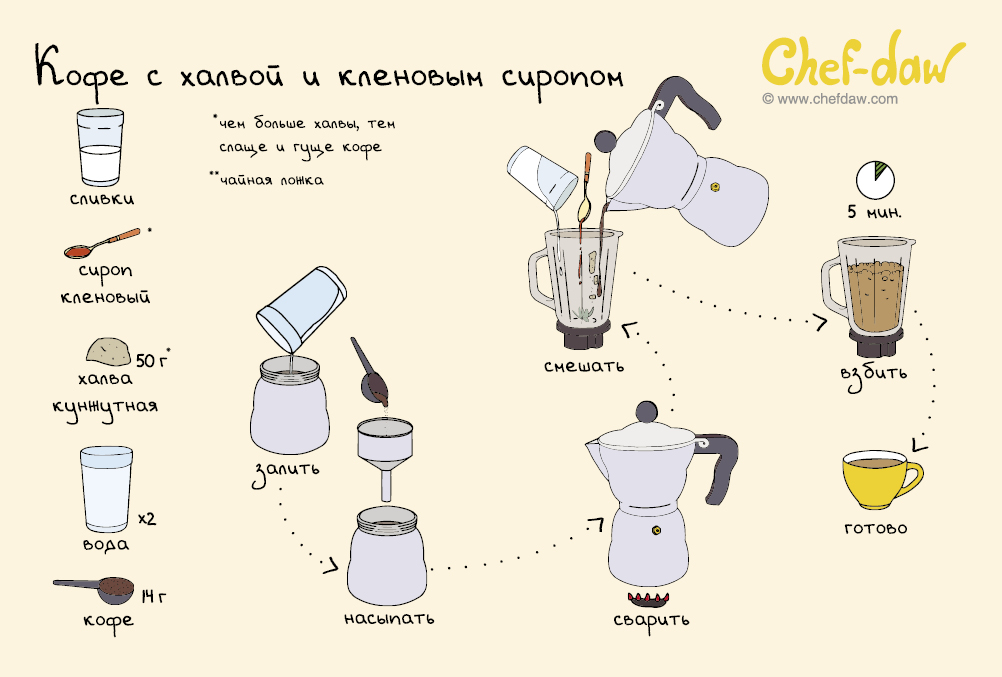 Кофе с халвой и кленовым сиропом
Chef-daw
© www.chefdaw.com
*чем больше халвы, тем
слаще и гуще кофе
**чайная ложка
сливки
*
сироп
кленовый
50 г*
халва
кунжутная
x2
вода
14 г
кофе
залить
насыпать
сварить
смешать
5 мин.
взбить
готово